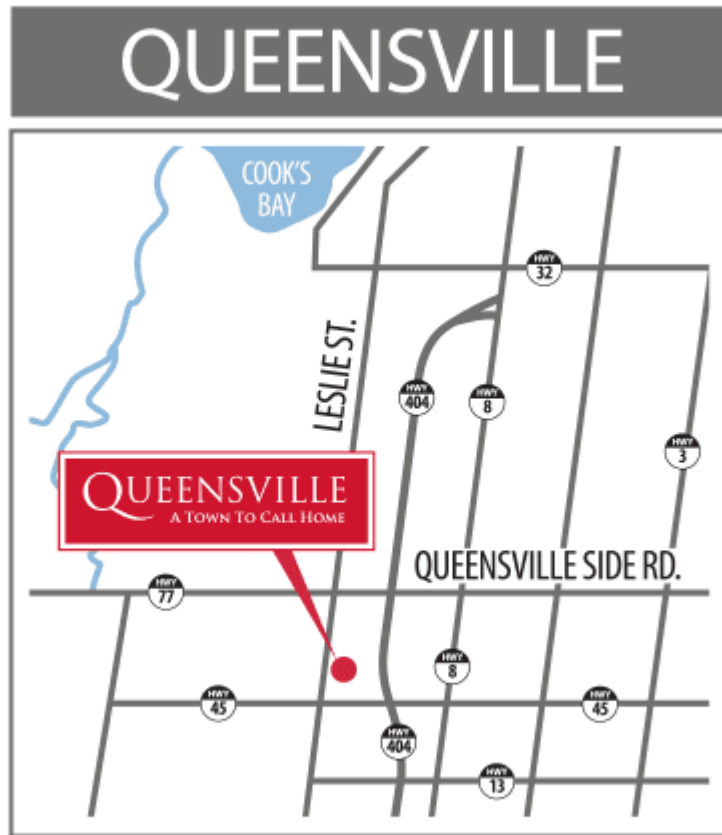 QUEENSVILLE
COOK'S
BAY
HWY
32
LESLIE ST.
HWY
404
HWY
8
HWY
3
QUEENSVILLE
A TOWN TO CALL HOME
QUEENSVILLE SIDE RD.
HWY
77
HWY
8
HWY
45
HWY
45
HWY
404
HWY
13